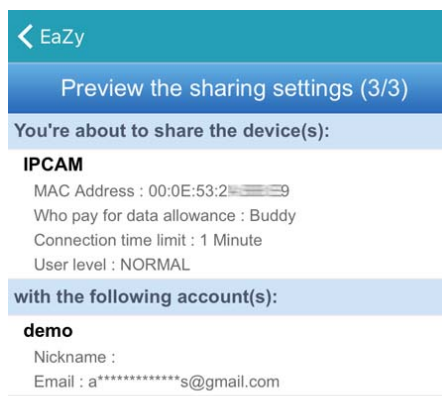 EaZy
Preview the sharing settings (3/3)
You're about to share the device(s):
IPCAM
MAC Address : 00:0E:53:2 9
Who pay for data allowance : Buddy
Connection time limit : 1 Minute
User level : NORMAL
with the following account(s):
demo
Nickname :
Email : a*************s@gmail.com